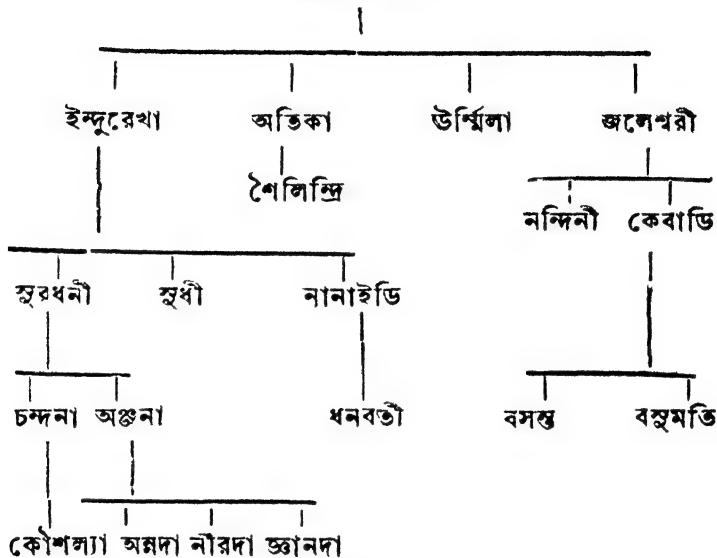 ইন্দুরেখা অতিকা ঊর্ম্মিলা জলেশ্বরী
শৈলিন্দ্রি
নন্দিনী কেবাডি
সুরধনী সুধী নানাইডি
চন্দনা অঞ্জনা ধনবতী বসন্ত বসুমতি
কৌশল্যা অন্নদা নীরদা জ্ঞানদা